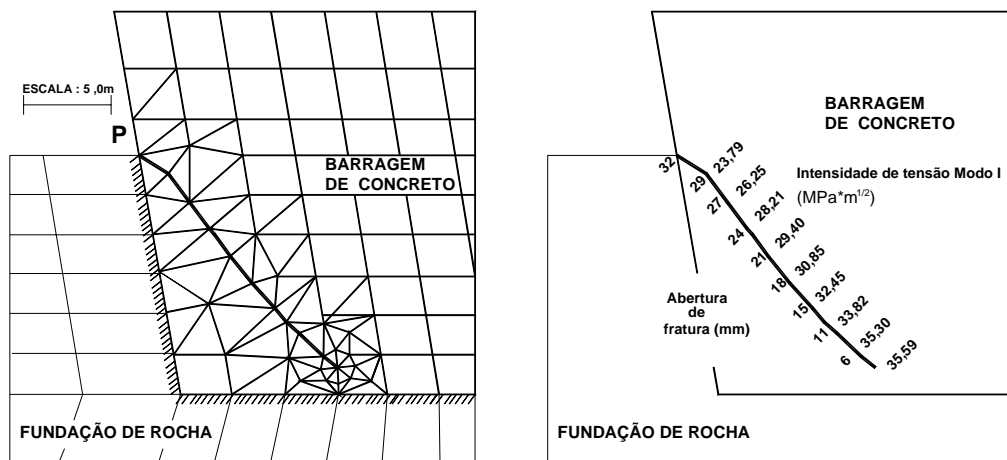 ESCALA : 5 ,0m
P
BARRAGEM
DE CONCRETO
FUNDAÇÃO DE ROCHA
BARRAGEM
DE CONCRETO
Intensidade de tensão Modo I
(MPa*m1/2)
32
29
23,79
27
26,25
24
28,21
21
29,40
18
30,85
15
32,45
11
33,82
6
35,30
35,59
Abertura
de
fratura (mm)
FUNDAÇÃO DE ROCHA